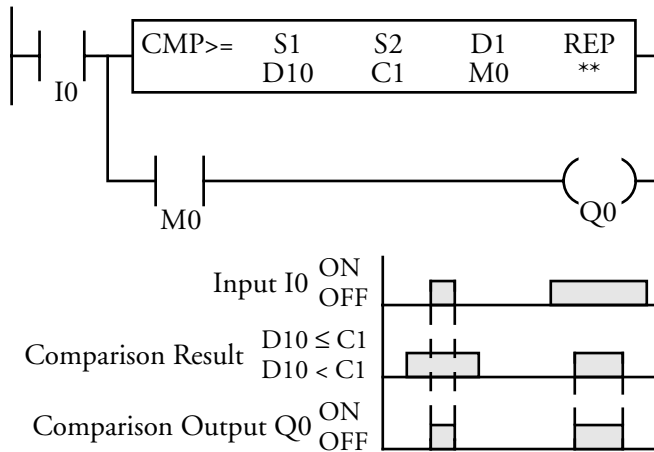 CMP>= S1 S2 D1 REP
D10 C1 M0 **
I0
M0
Q0
Input I0 ON
OFF
Comparison Result D10 ≤ C1
D10 < C1
Comparison Output Q0 ON
OFF